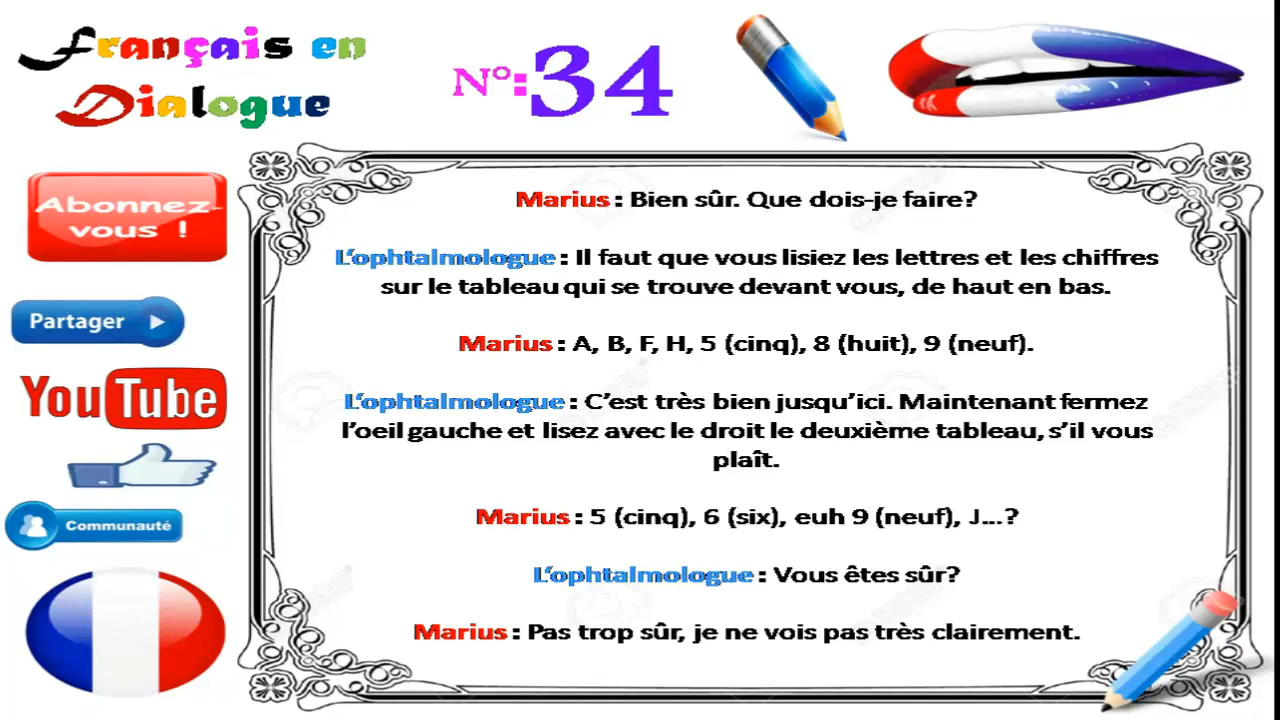 Français en
Dialogue
N°:34
Abonnez-
vous !
Partager
YouTube
Communauté
Marius : Bien sûr. Que dois-je faire?
L‘ophtalmologue : Il faut que vous lisiez les lettres et les chiffres
sur le tableau qui se trouve devant vous, de haut en bas.
Marius : A, B, F, H, 5 (cinq), 8 (huit), 9 (neuf).
L‘ophtalmologue : C’est très bien jusqu’ici. Maintenant fermez
l’oeil gauche et lisez avec le droit le deuxième tableau, s’il vous
plaît.
Marius : 5 (cinq), 6 (six), euh 9 (neuf), J...?
L‘ophtalmologue : Vous êtes sûr?
Marius : Pas trop sûr, je ne vois pas très clairement.